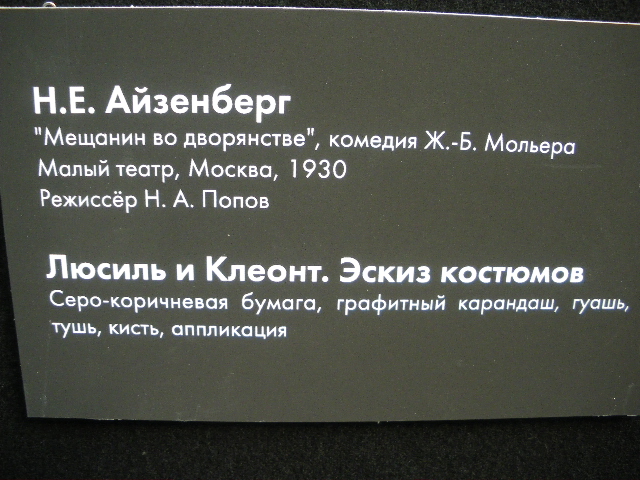 Н.Е. Айзенберг
"Мещанин во дворянстве", комедия Ж.-Б. Мольера
Малый театр, Москва, 1930
Режиссёр Н. А. Попов
Люсиль и Клеонт. Эскиз костюмов
Серо-коричневая бумага, графитный карандаш, гуашь,
тушь, кисть, аппликация